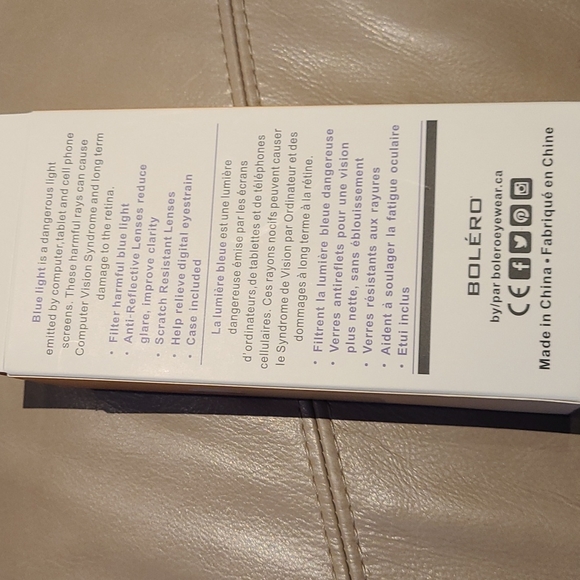 Blue light is a dangerous light
emitted by computer,tablet and cell phone
screens. These harmful rays can cause
Computer Vision Syndrome and long term
damage to the retina.
• Filter harmful blue light
• Anti-Reflective Lenses reduce
glare, Improve clarity
• Scratch Resistant Lenses
• Help relieve digital eyestrain
• Case included
La lumière bleue est une lumière
dangereuse émise par les écrans
d'ordinateurs,de tablettes et de téléphones
cellulaires. Ces rayons nocifs peuvent causer
le Syndrome de Vision par Ordinateur et des
dommages à long terme à la rétine.
• Filtrent la lumière bleue dangereuse
• Verres antireflets pour une vision
plus nette, sans éblouissement
• Verres résistants aux rayures
• Aident á soulager la fatigue oculaire
• Etui inclus
BOLÉRO
by/par boleroeyewear.ca
CE
Made in China • Fabriqué en Chine